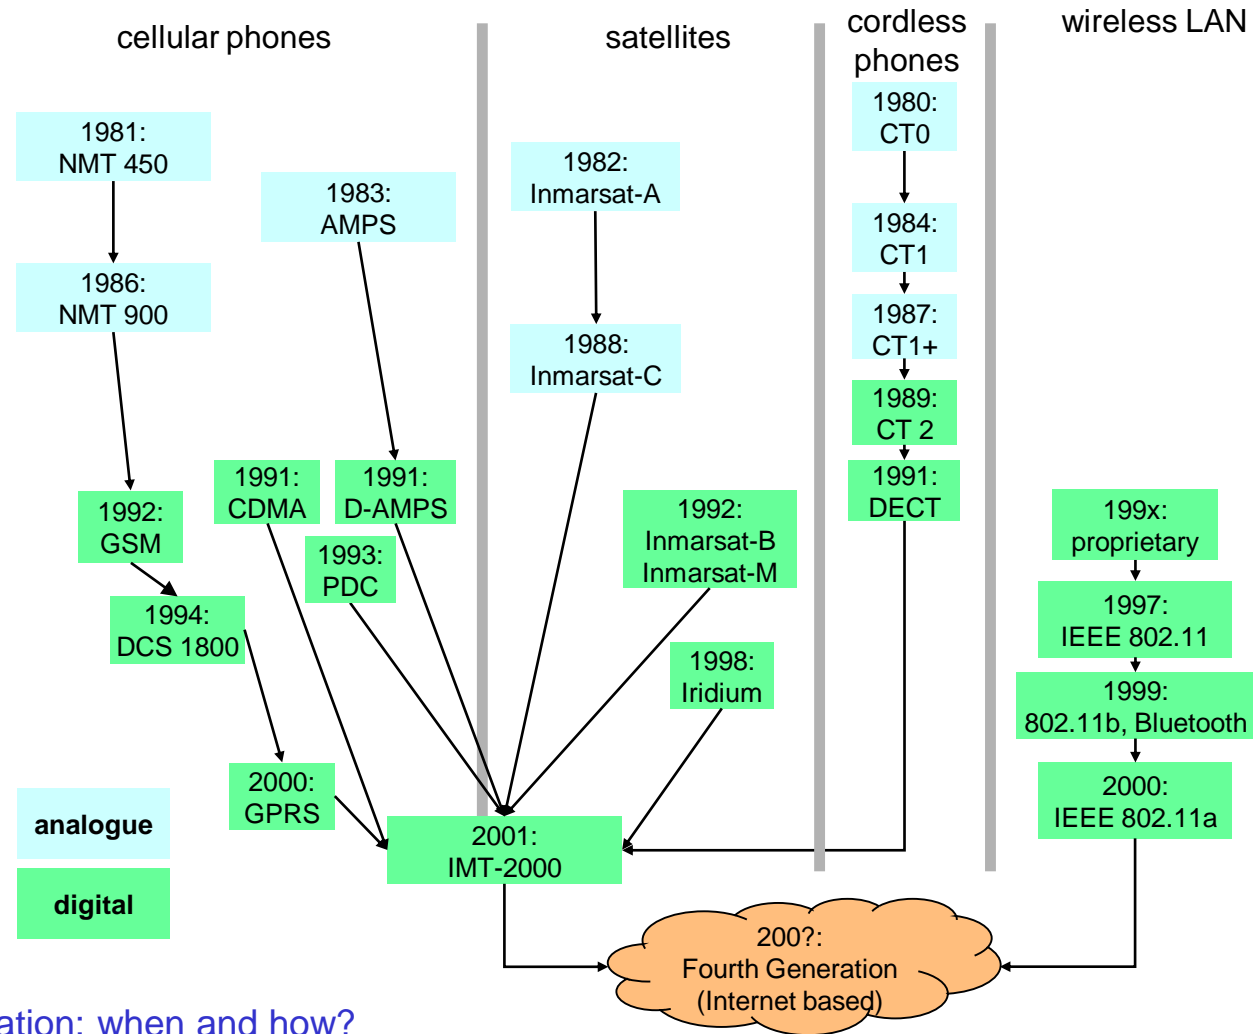 cellular phones
satellites
cordless
phones
wireless LAN
1981:
NMT 450
1986:
NMT 900
1992:
GSM
1994:
DCS 1800
2000:
GPRS
1991:
CDMA
1983:
AMPS
1991:
D-AMPS
1993:
PDC
1982:
Inmarsat-A
1988:
Inmarsat-C
1992:
Inmarsat-B
Inmarsat-M
1998:
Iridium
1980:
CT0
1984:
CT1
1987:
CT1+
1989:
CT 2
1991:
DECT
199x:
proprietary
1997:
IEEE 802.11
1999:
802.11b, Bluetooth
2000:
IEEE 802.11a
2001:
IMT-2000
200?:
Fourth Generation
(Internet based)
analogue
digital
ation: when and how?